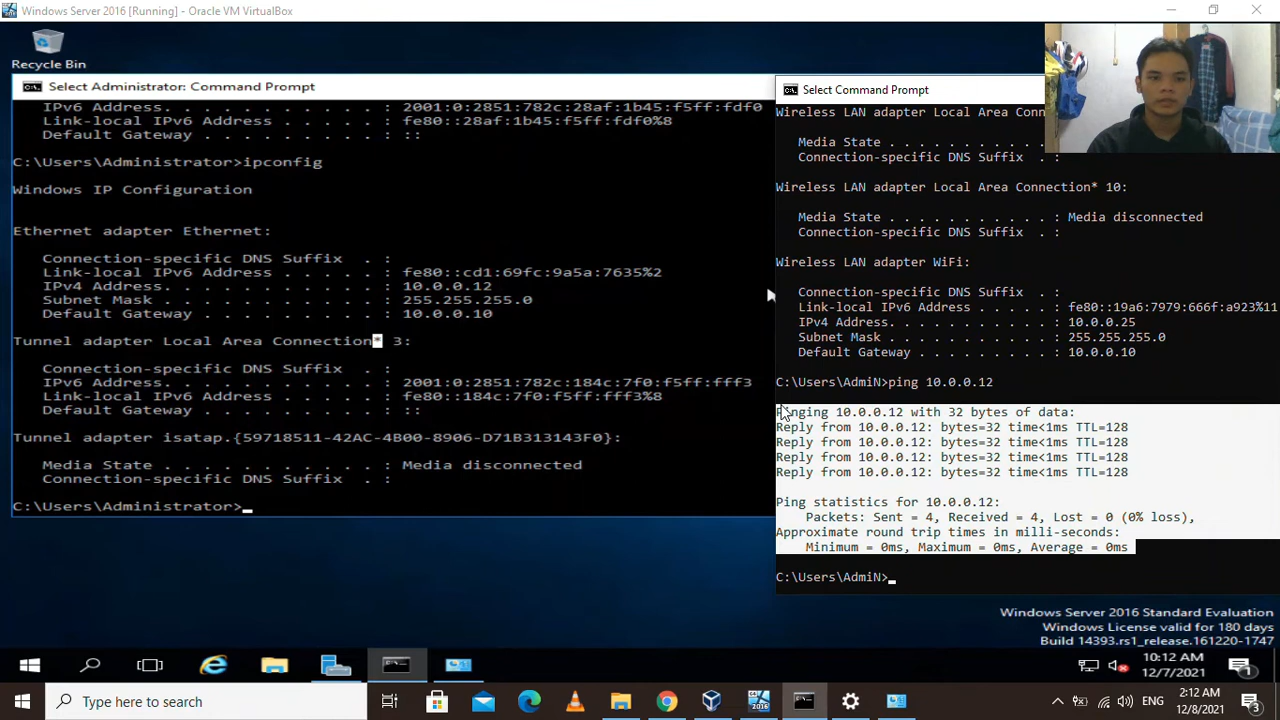 Windows Server 2016 [Running] - Oracle VM VirtualBox
Recycle Bin
Select Administrator: Command Prompt
IPv6 Address. . . . . . . . . . . : 2001:0:2851:782c:28af:1b45:f5ff:fdf0
Link-local IPv6 Address . . . . . : fe80::28af:1b45:f5ff:fdf0%8
Default Gateway . . . . . . . . . : ::
C:\Users\Administrator>ipconfig
Windows IP Configuration
Ethernet adapter Ethernet:
Connection-specific DNS Suffix . :
Link-local IPv6 Address . . . . . : fe80::cd1:69fc:9a5a:7635%2
IPv4 Address. . . . . . . . . . . : 10.0.0.12
Subnet Mask . . . . . . . . . . . : 255.255.255.0
Default Gateway . . . . . . . . . : 10.0.0.10
Tunnel adapter Local Area Connection* 3:
Connection-specific DNS Suffix . :
IPv6 Address. . . . . . . . . . . : 2001:0:2851:782c:184c:7f0:f5ff:fff3
Link-local IPv6 Address . . . . . : fe80::184c:7f0:f5ff:fff3%8
Default Gateway . . . . . . . . . : ::
Tunnel adapter isatap.{59718511-42AC-4B00-8906-D71B313143F0}:
Media State . . . . . . . . . . . : Media disconnected
Connection-specific DNS Suffix . :
C:\Users\Administrator>
Select Command Prompt
Wireless LAN adapter Local Area Conn
Media State . . . . . . . . . . . :
Connection-specific DNS Suffix . :
Wireless LAN adapter Local Area Connection* 10:
Media State . . . . . . . . . . . : Media disconnected
Connection-specific DNS Suffix . :
Wireless LAN adapter WiFi:
Connection-specific DNS Suffix . :
Link-local IPv6 Address . . . . . : fe80::19a6:7979:666f:a923%11
IPv4 Address. . . . . . . . . . . : 10.0.0.25
Subnet Mask . . . . . . . . . . . : 255.255.255.0
Default Gateway . . . . . . . . . : 10.0.0.10
C:\Users\AdmiN>ping 10.0.0.12
Pinging 10.0.0.12 with 32 bytes of data:
Reply from 10.0.0.12: bytes=32 time<1ms TTL=128
Reply from 10.0.0.12: bytes=32 time<1ms TTL=128
Reply from 10.0.0.12: bytes=32 time<1ms TTL=128
Reply from 10.0.0.12: bytes=32 time<1ms TTL=128
Ping statistics for 10.0.0.12:
Packets: Sent = 4, Received = 4, Lost = 0 (0% loss),
Approximate round trip times in milli-seconds:
Minimum = 0ms, Maximum = 0ms, Average = 0ms
C:\Users\AdmiN>
Windows Server 2016 Standard Evaluation
Windows License valid for 180 days
Build 14393.rs1_release.161220-1747
10:12 AM
12/7/2021
1
Type here to search
2016
ENG
2:12 AM
12/8/2021
3